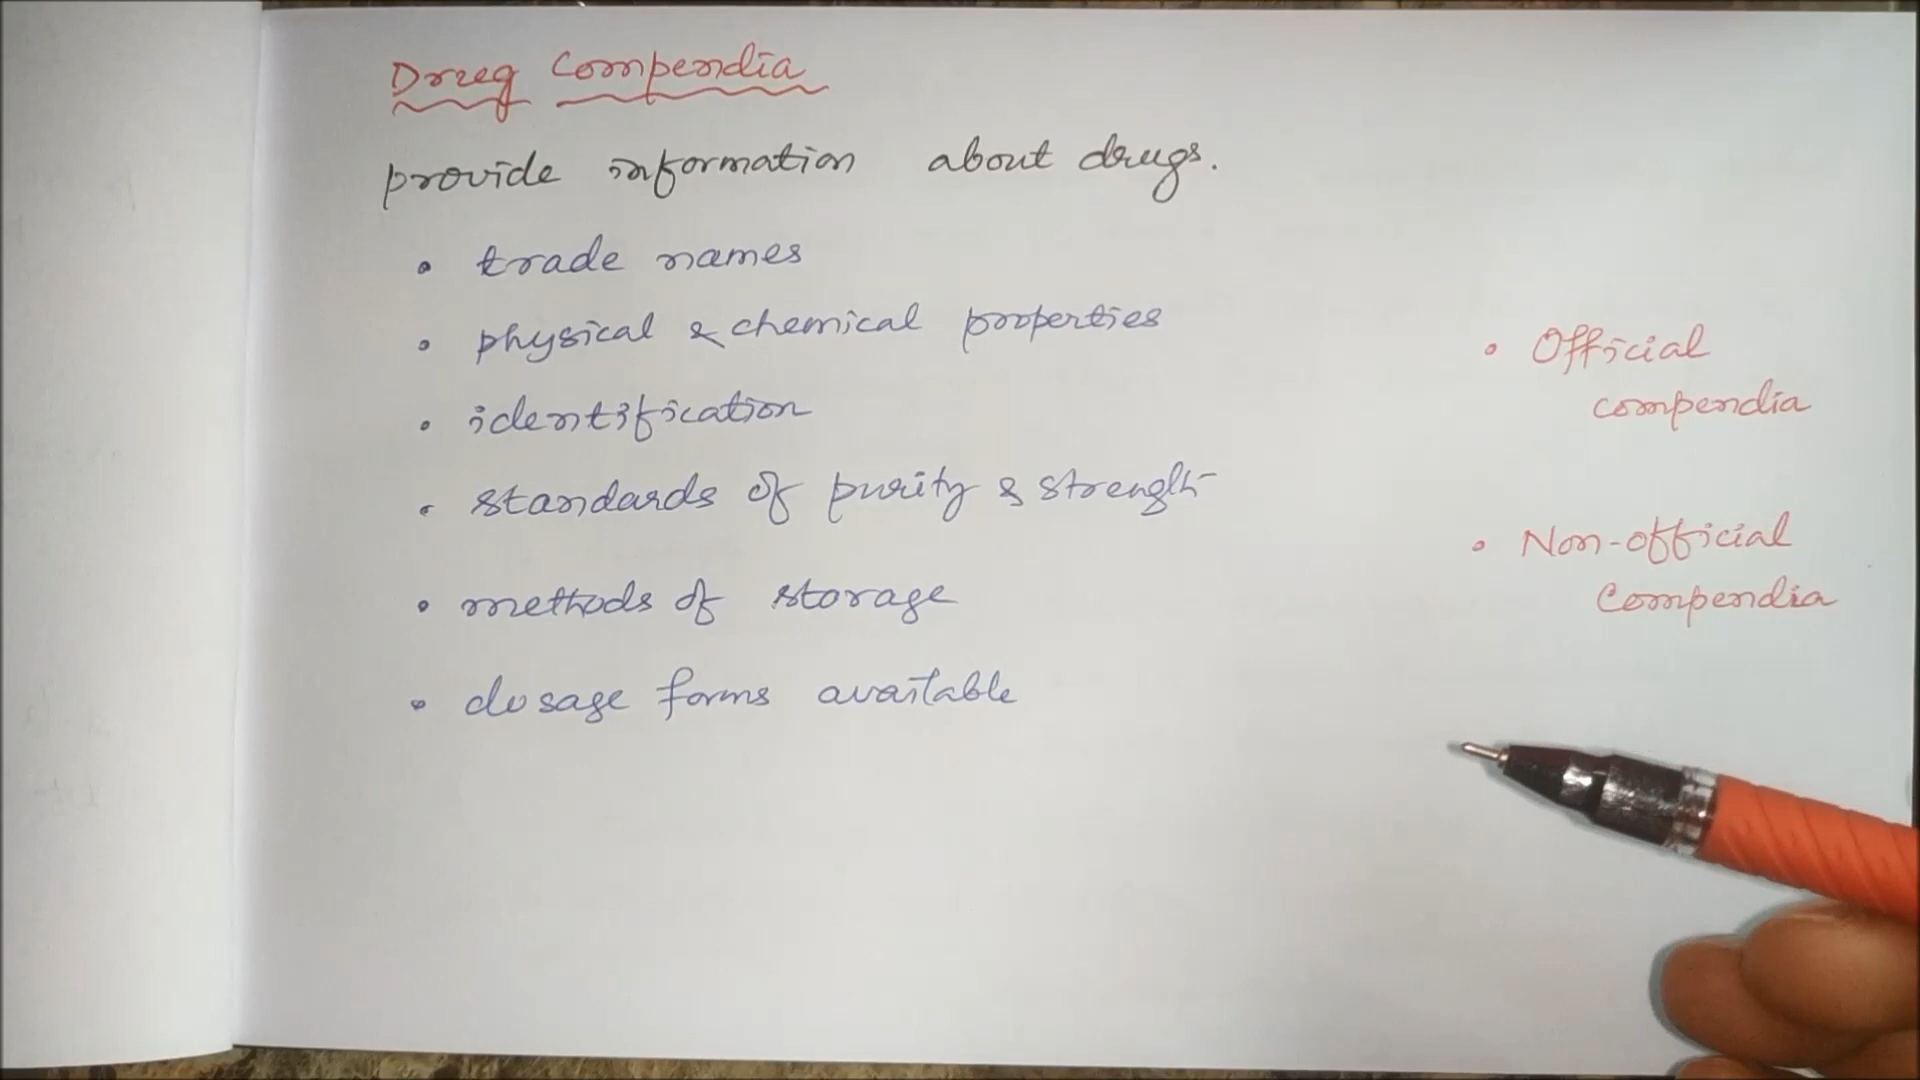 Drug Compendia
provide information about drugs.
• trade names
• physical & chemical properties
• identification
• standards of purity & strength
• methods of storage
• dosage forms available
• Official
compendia
• Non-official
Compendia